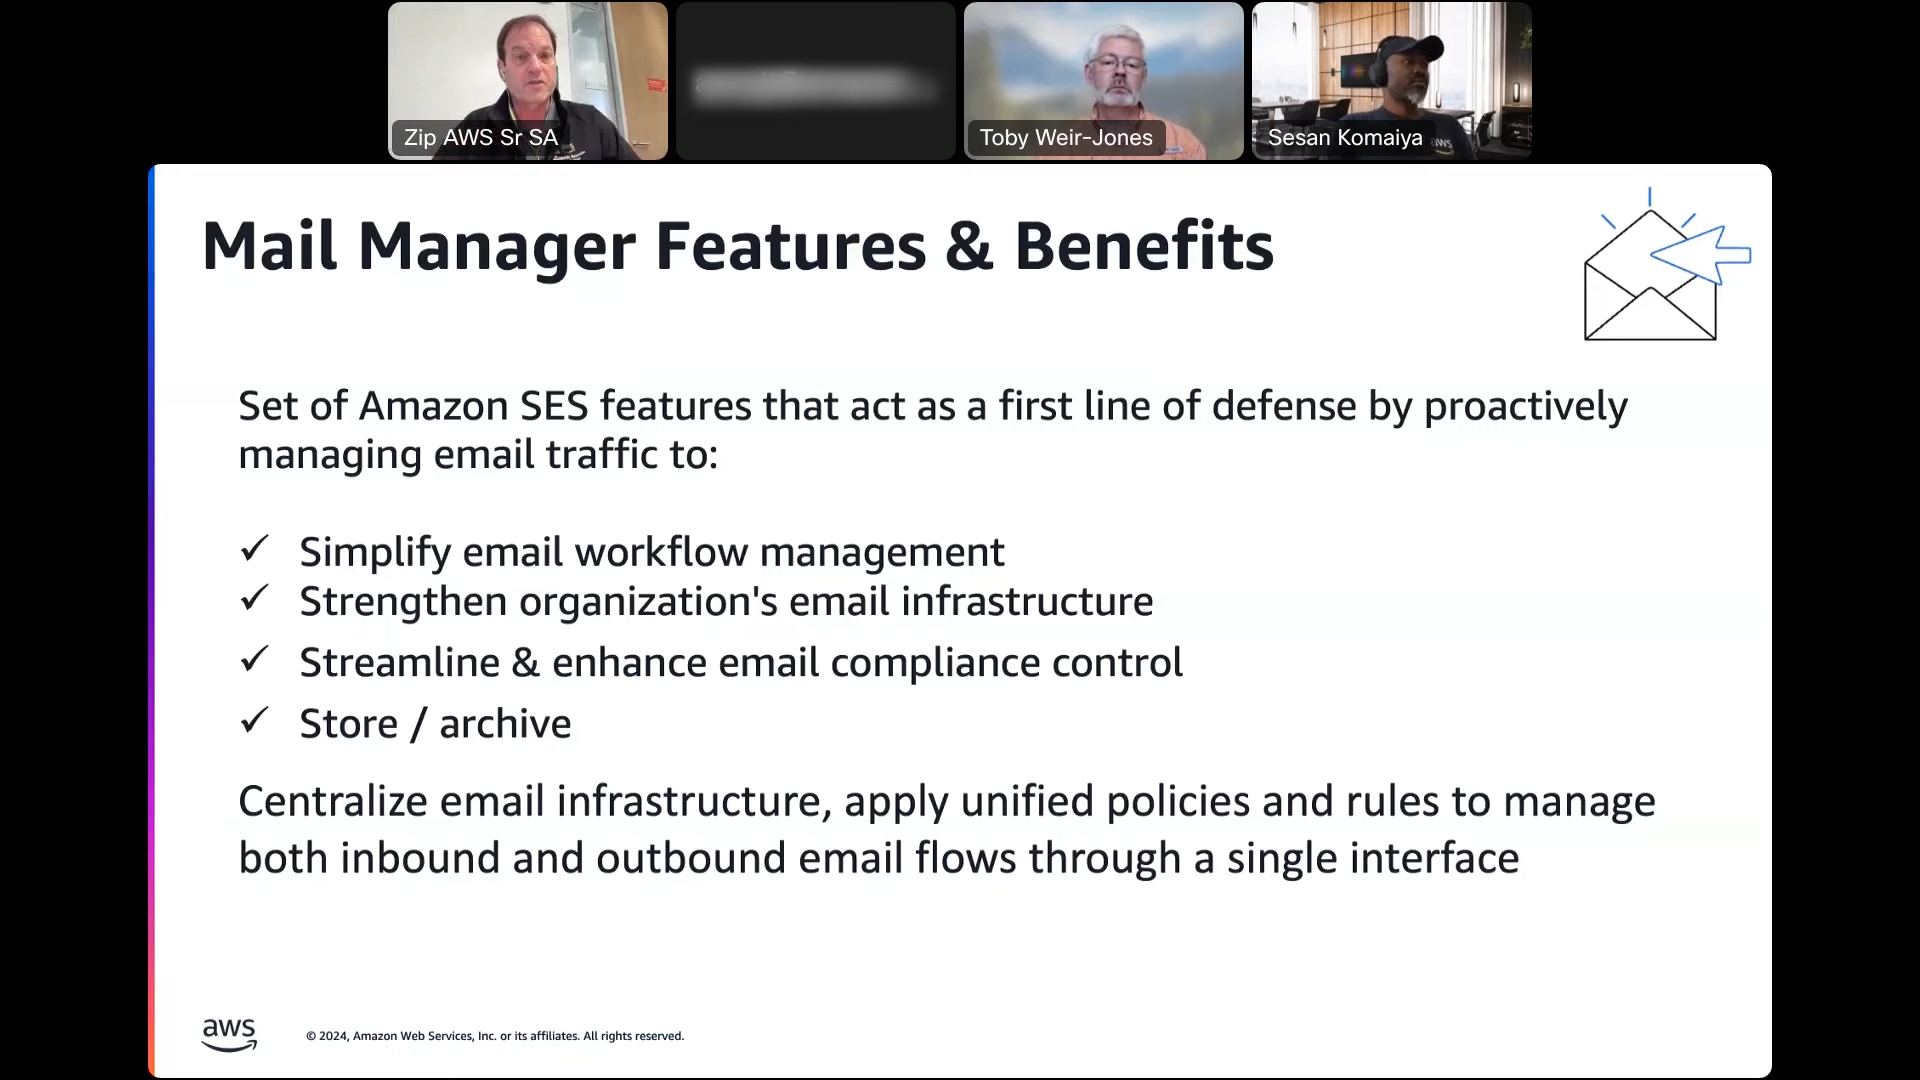 Zip AWS Sr SA
Toby Weir-Jones
Sesan Komaiya
aws
Mail Manager Features & Benefits
Set of Amazon SES features that act as a first line of defense by proactively
managing email traffic to:
✓ Simplify email workflow management
✓ Strengthen organization's email infrastructure
✓ Streamline & enhance email compliance control
✓ Store / archive
Centralize email infrastructure, apply unified policies and rules to manage
both inbound and outbound email flows through a single interface
aws
© 2024, Amazon Web Services, Inc. or its affiliates. All rights reserved.